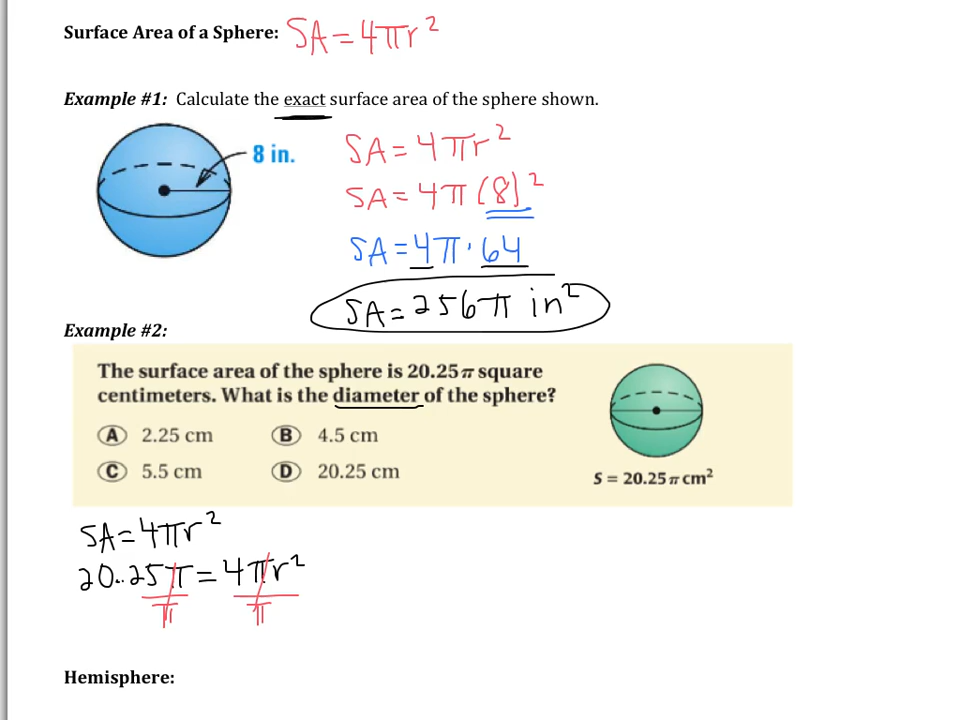 Surface Area of a Sphere: SA = 4πr²
Example #1: Calculate the exact surface area of the sphere shown.
8 in.
SA = 4πr²
SA = 4π(8)²
SA = 4π · 64
SA = 256π in²
Example #2:
The surface area of the sphere is 20.25π square
centimeters. What is the diameter of the sphere?
A 2.25 cm B 4.5 cm
C 5.5 cm D 20.25 cm
S = 20.25π cm²
SA = 4πr²
20.25π = 4πr²
π π
Hemisphere: